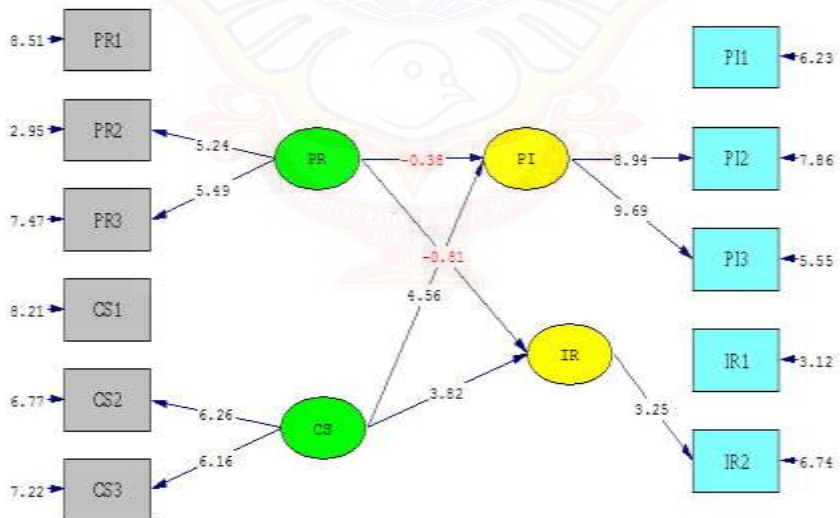 8.51 PR1
PI1 6.23
2.95 PR2
5.24
PR
-0.38
PI
8.94
PI2 7.86
5.49
9.69
7.47 PR3
-0.81
PI3 5.55
4.56
8.21 CS1
IR
IR1 3.12
6.77 CS2
6.26
3.82
3.25
CS
6.16
IR2 6.74
7.22 CS3